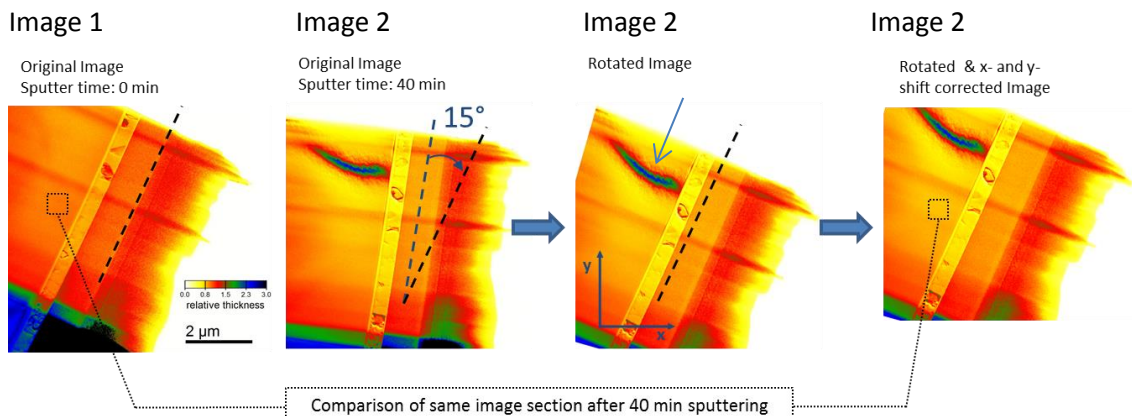 Image 1
Image 2
Image 2
Image 2
Original Image
Sputter time: 0 min
Original Image
Sputter time: 40 min
Rotated Image
Rotated & x- and y-
shift corrected Image
15°
y
x
0.0 0.8 1.5 2.3 3.0
relative thickness
2 µm
Comparison of same image section after 40 min sputtering